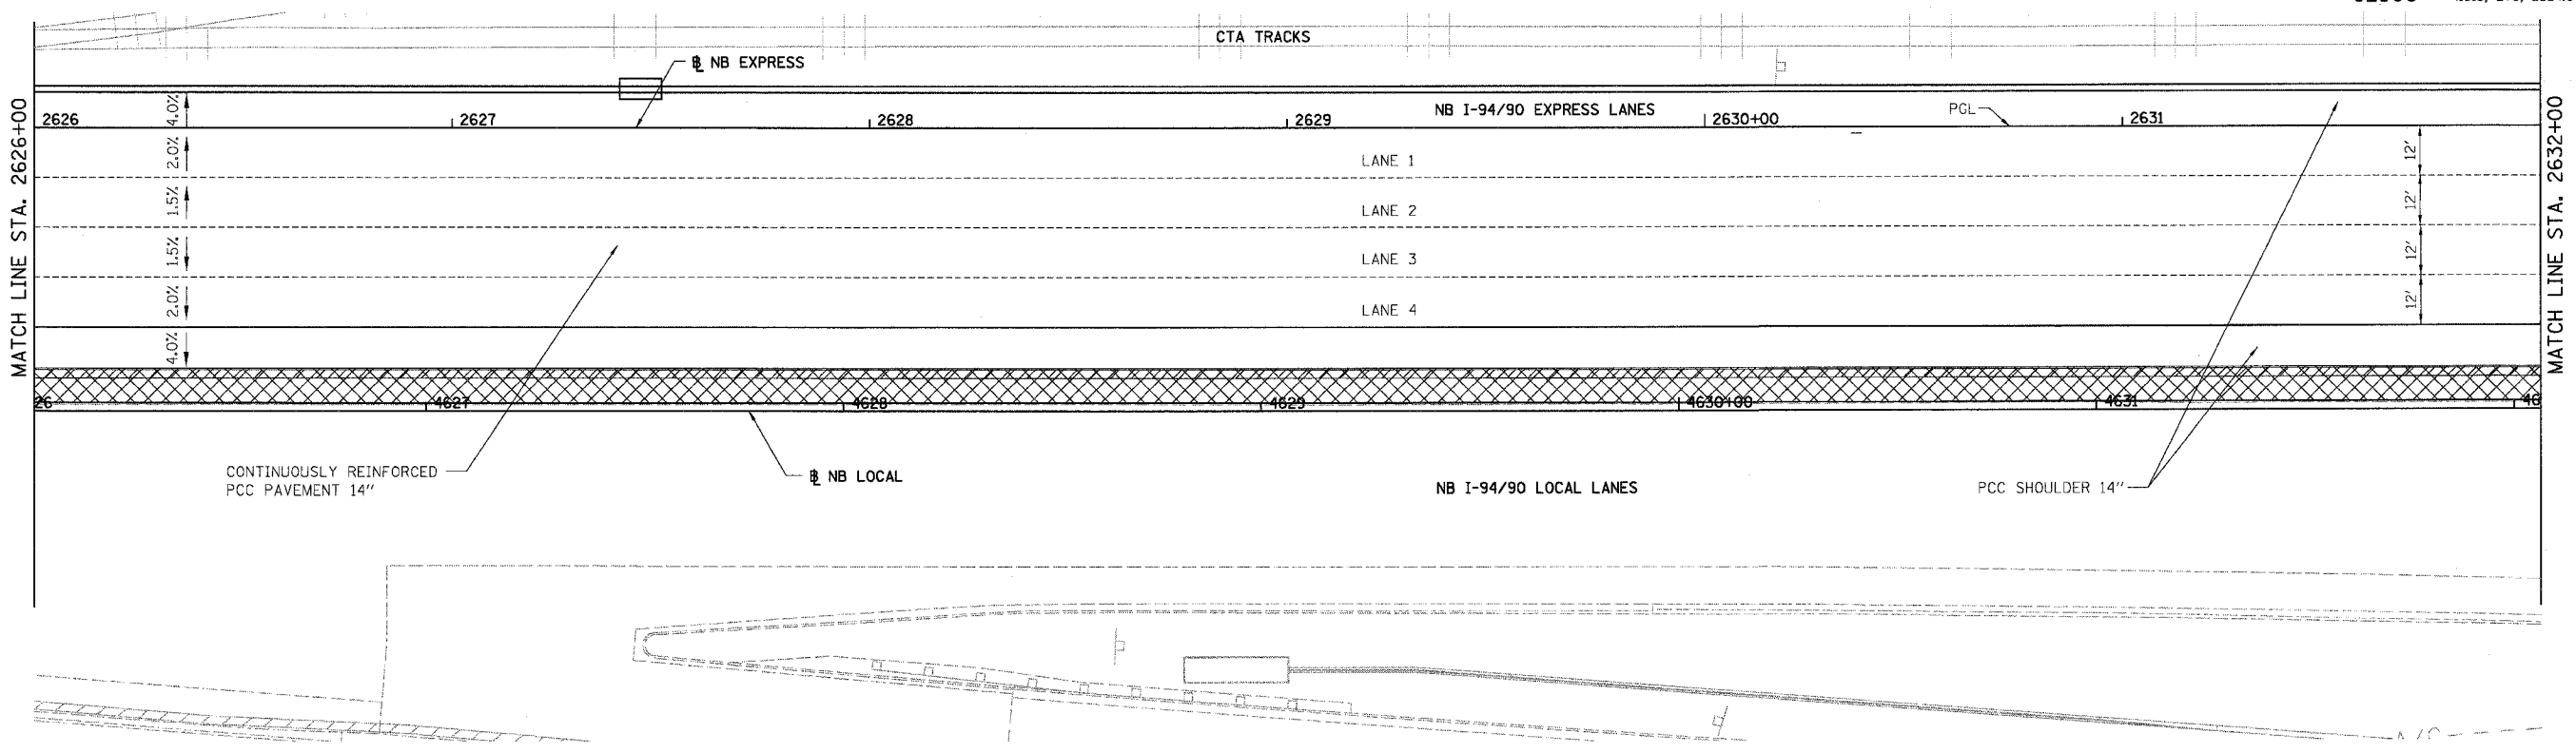 CTA TRACKS
℄ NB EXPRESS
NB I-94/90 EXPRESS LANES
PGL
2626
2627
2628
2629
2630+00
2631
MATCH LINE STA. 2626+00
MATCH LINE STA. 2632+00
4.0%
2.0%
1.5%
1.5%
2.0%
4.0%
LANE 1
LANE 2
LANE 3
LANE 4
12'
12'
12'
12'
26
4627
4628
4629
4630+00
4631
46
CONTINUOUSLY REINFORCED
PCC PAVEMENT 14"
℄ NB LOCAL
NB I-94/90 LOCAL LANES
PCC SHOULDER 14"